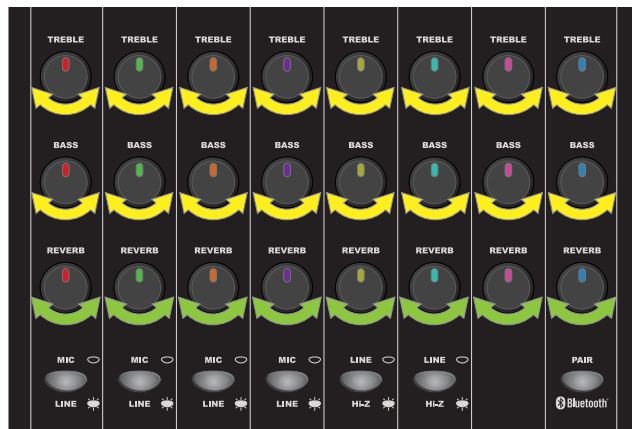 TREBLE TREBLE TREBLE TREBLE TREBLE TREBLE TREBLE TREBLE
BASS BASS BASS BASS BASS BASS BASS BASS
REVERB REVERB REVERB REVERB REVERB REVERB REVERB REVERB
MIC MIC MIC MIC LINE LINE PAIR
LINE LINE LINE LINE Hi-Z Hi-Z Bluetooth